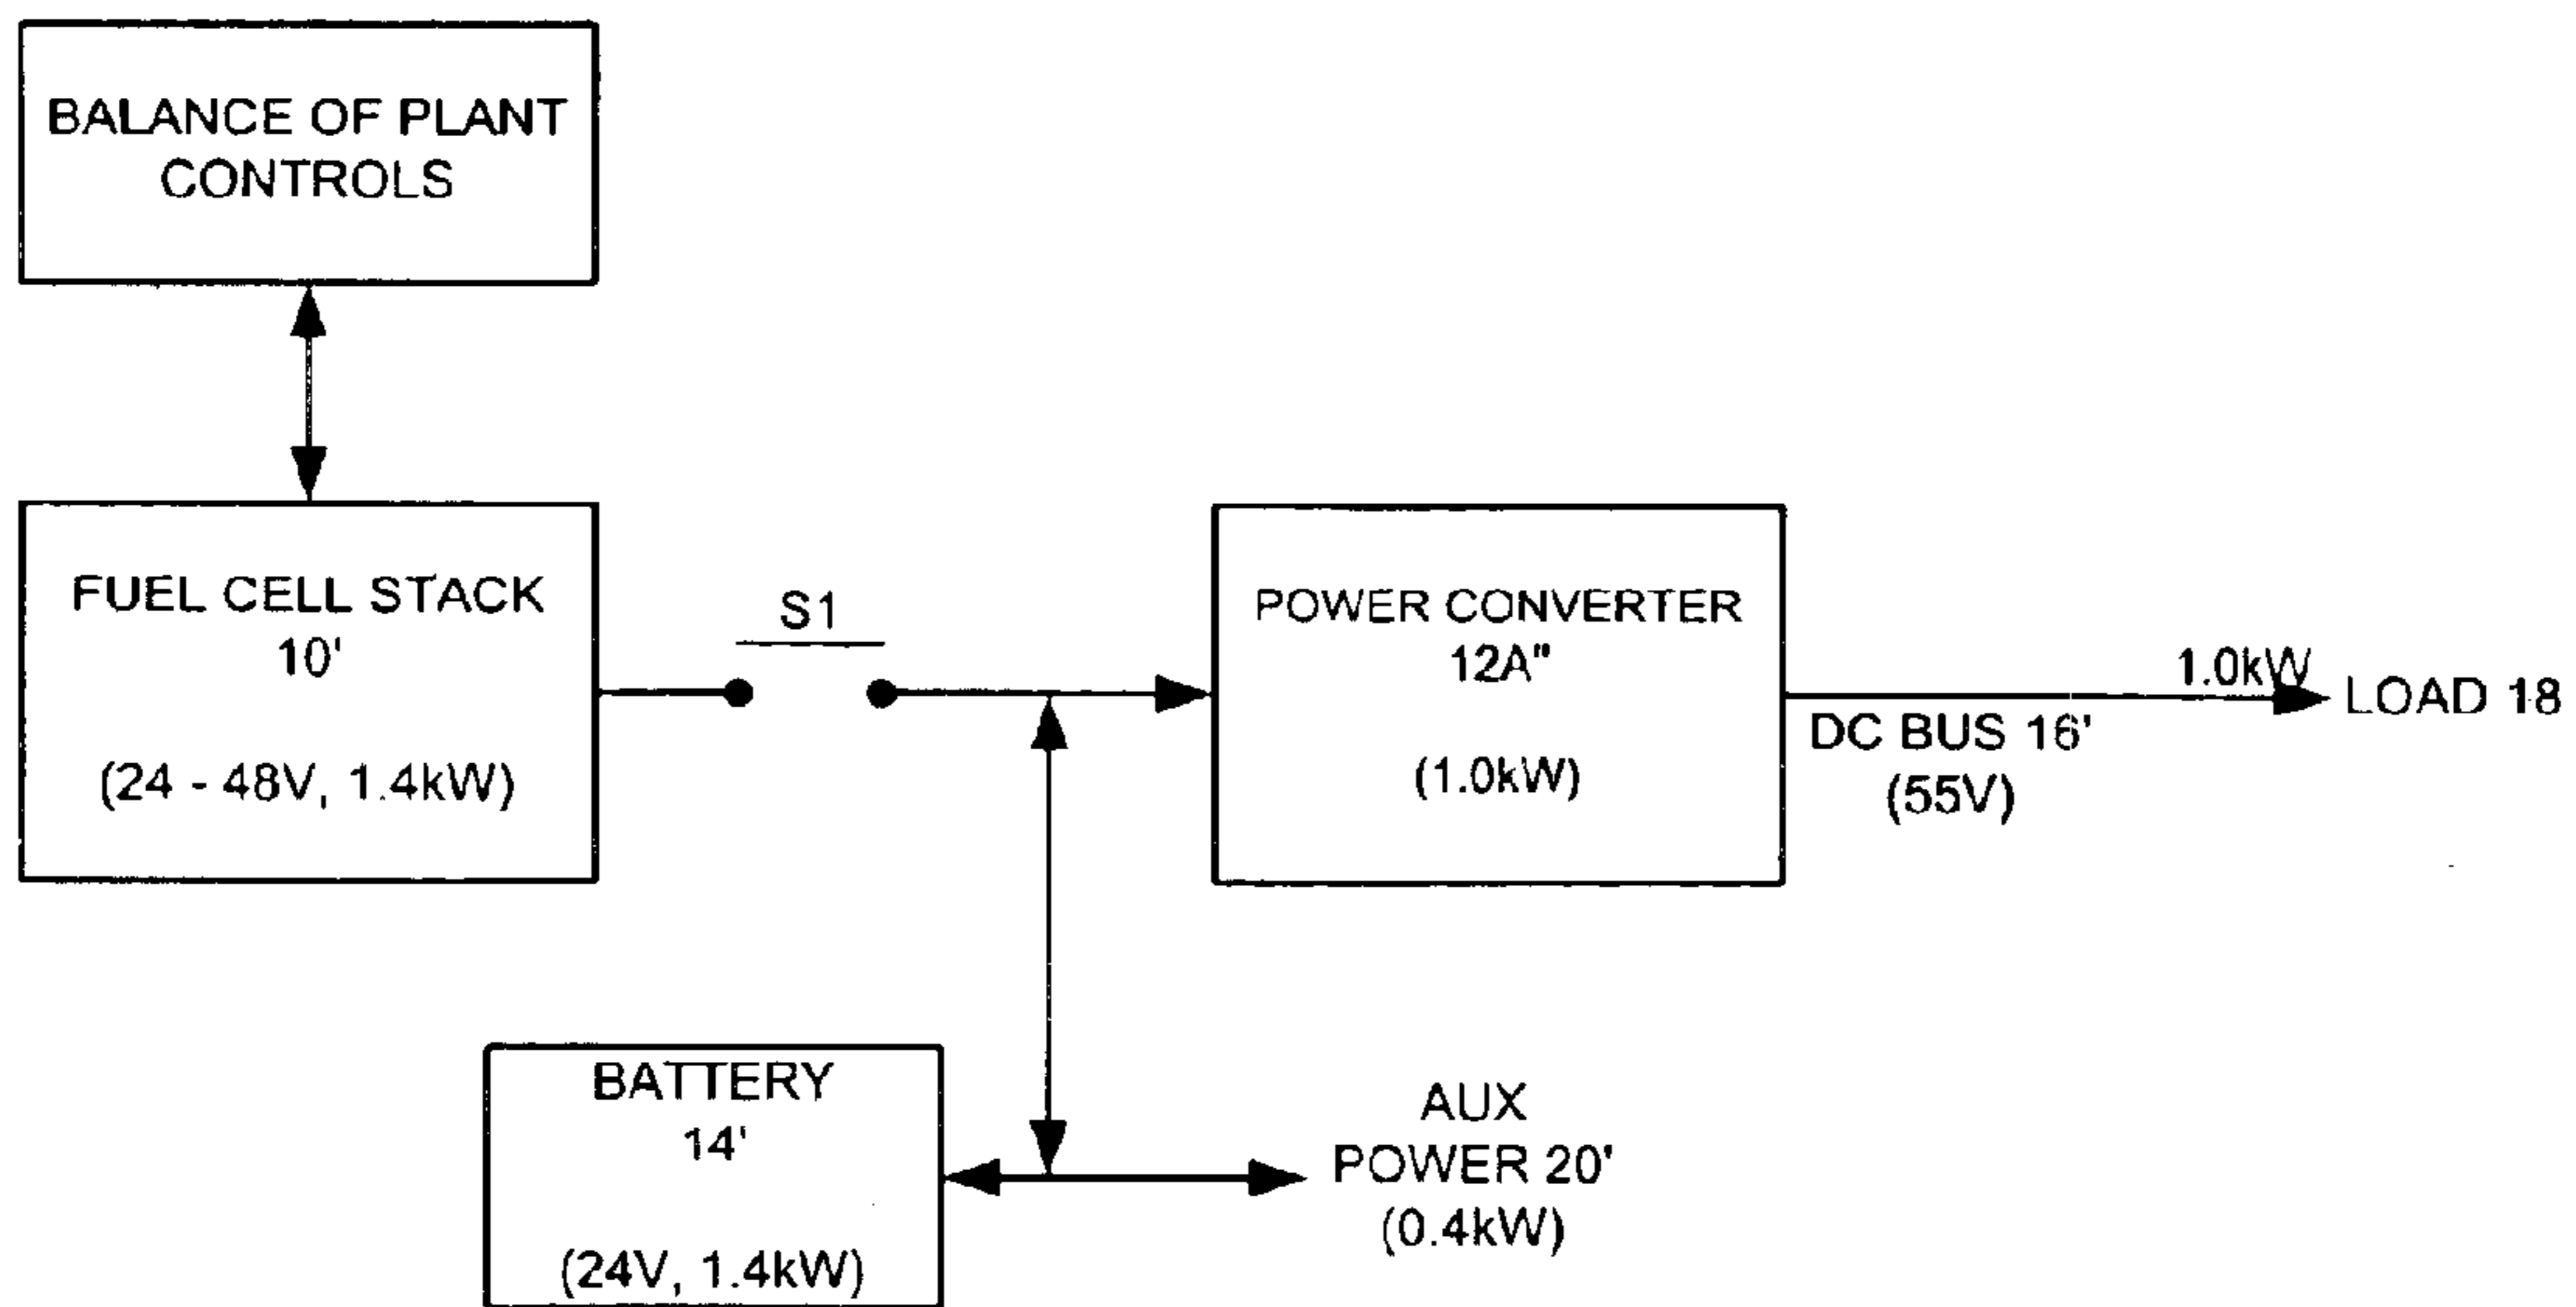 BALANCE OF PLANT
CONTROLS
FUEL CELL STACK
10'
(24 - 48V, 1.4kW)
S1
POWER CONVERTER
12A"
(1.0kW)
1.0kW
LOAD 18
DC BUS 16'
(55V)
BATTERY
14'
(24V, 1.4kW)
AUX
POWER 20'
(0.4kW)